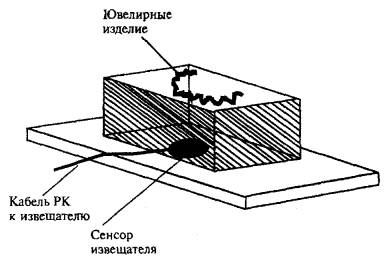 Ювелирные
изделие
Кабель РК
к извещателю
Сенсор
извещателя